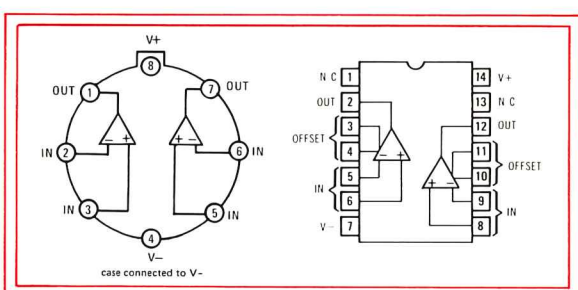 V+
8
OUT 1
7 OUT
- +
+ -
IN 2
6 IN
IN 3
5 IN
4
V–
case connected to V-
N C 1
14 V+
OUT 2
13 N C
3
12 OUT
OFFSET
4
11
OFFSET
- +
10
5
+ -
IN
9
6
IN
V– 7
8